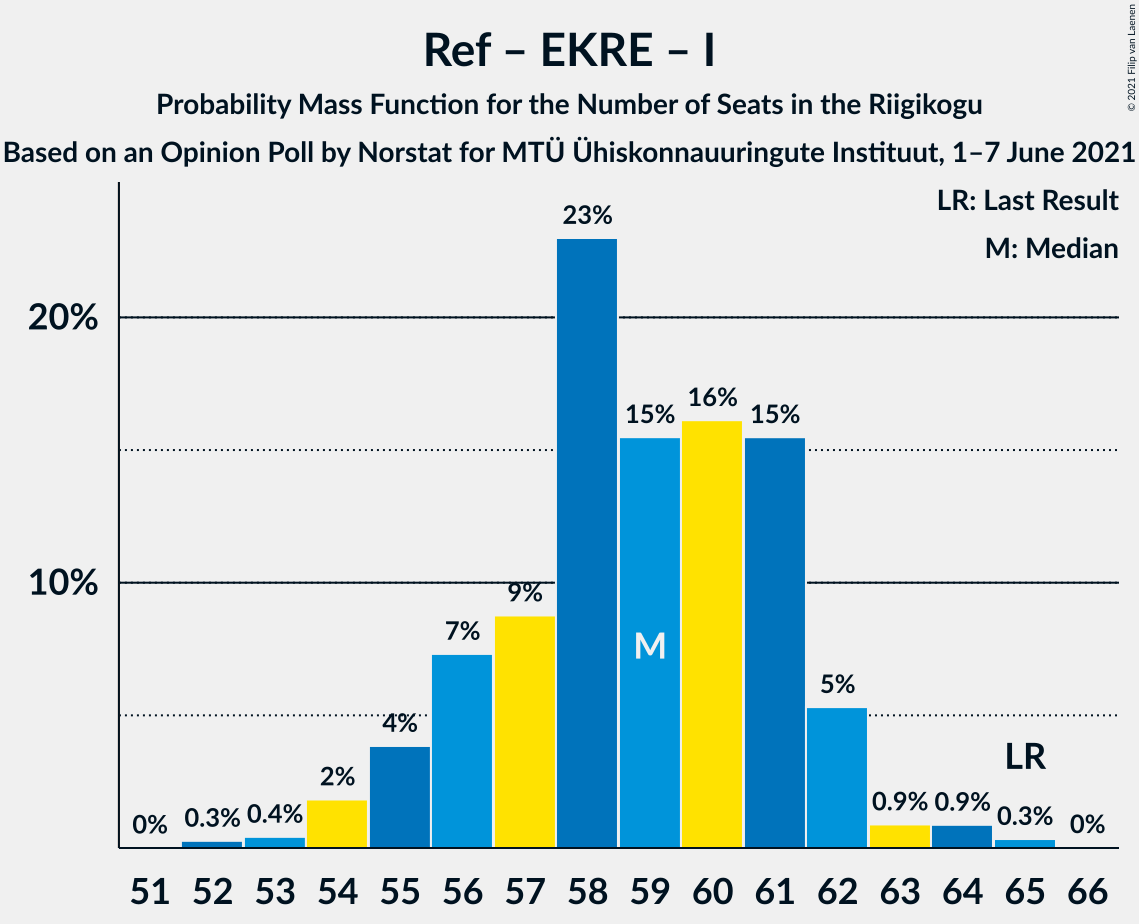 Ref – EKRE – I
Probability Mass Function for the Number of Seats in the Riigikogu
Based on an Opinion Poll by Norstat for MTÜ Ühiskonnauuringute Instituut, 1–7 June 2021
© 2021 Filip van Laenen
LR: Last Result
M: Median
23%
20%
15% 16% 15%
10%
9%
7%
M
5%
4%
LR
2%
0% 0.3% 0.4% 0.9% 0.9% 0.3% 0%
51 52 53 54 55 56 57 58 59 60 61 62 63 64 65 66